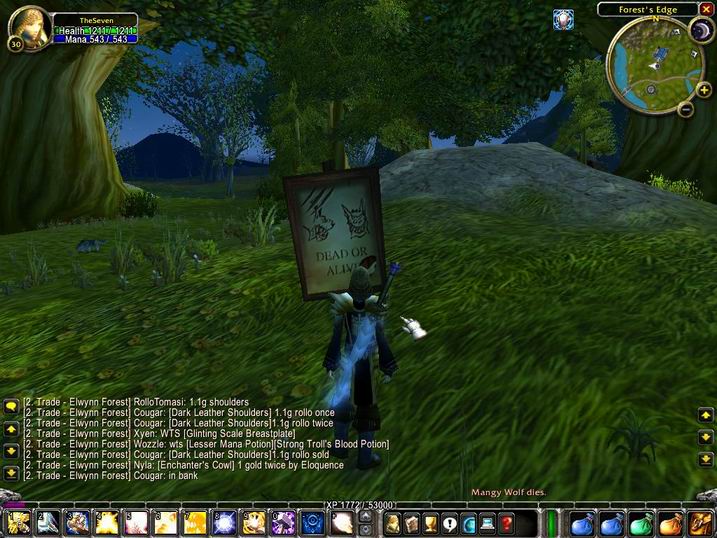 TheSeven
Health 1211 / 1211
Mana 543 / 543
30
Forest's Edge
N
DEAD OR
ALIVE
[2. Trade - Elwynn Forest] RolloTomasi: 1.1g shoulders
[2. Trade - Elwynn Forest] Cougar: [Dark Leather Shoulders] 1.1g rollo once
[2. Trade - Elwynn Forest] Cougar: [Dark Leather Shoulders]1.1g rollo twice
[2. Trade - Elwynn Forest] Xyen: WTS [Glinting Scale Breastplate]
[2. Trade - Elwynn Forest] Wozzle: wts [Lesser Mana Potion][Strong Troll's Blood Potion]
[2. Trade - Elwynn Forest] Cougar: [Dark Leather Shoulders]1.1g rollo sold
[2. Trade - Elwynn Forest] Nyla: [Enchanter's Cowl] 1 gold twice by Eloquence
[2. Trade - Elwynn Forest] Cougar: in bank
Mangy Wolf dies.
XP 1772 / 53000